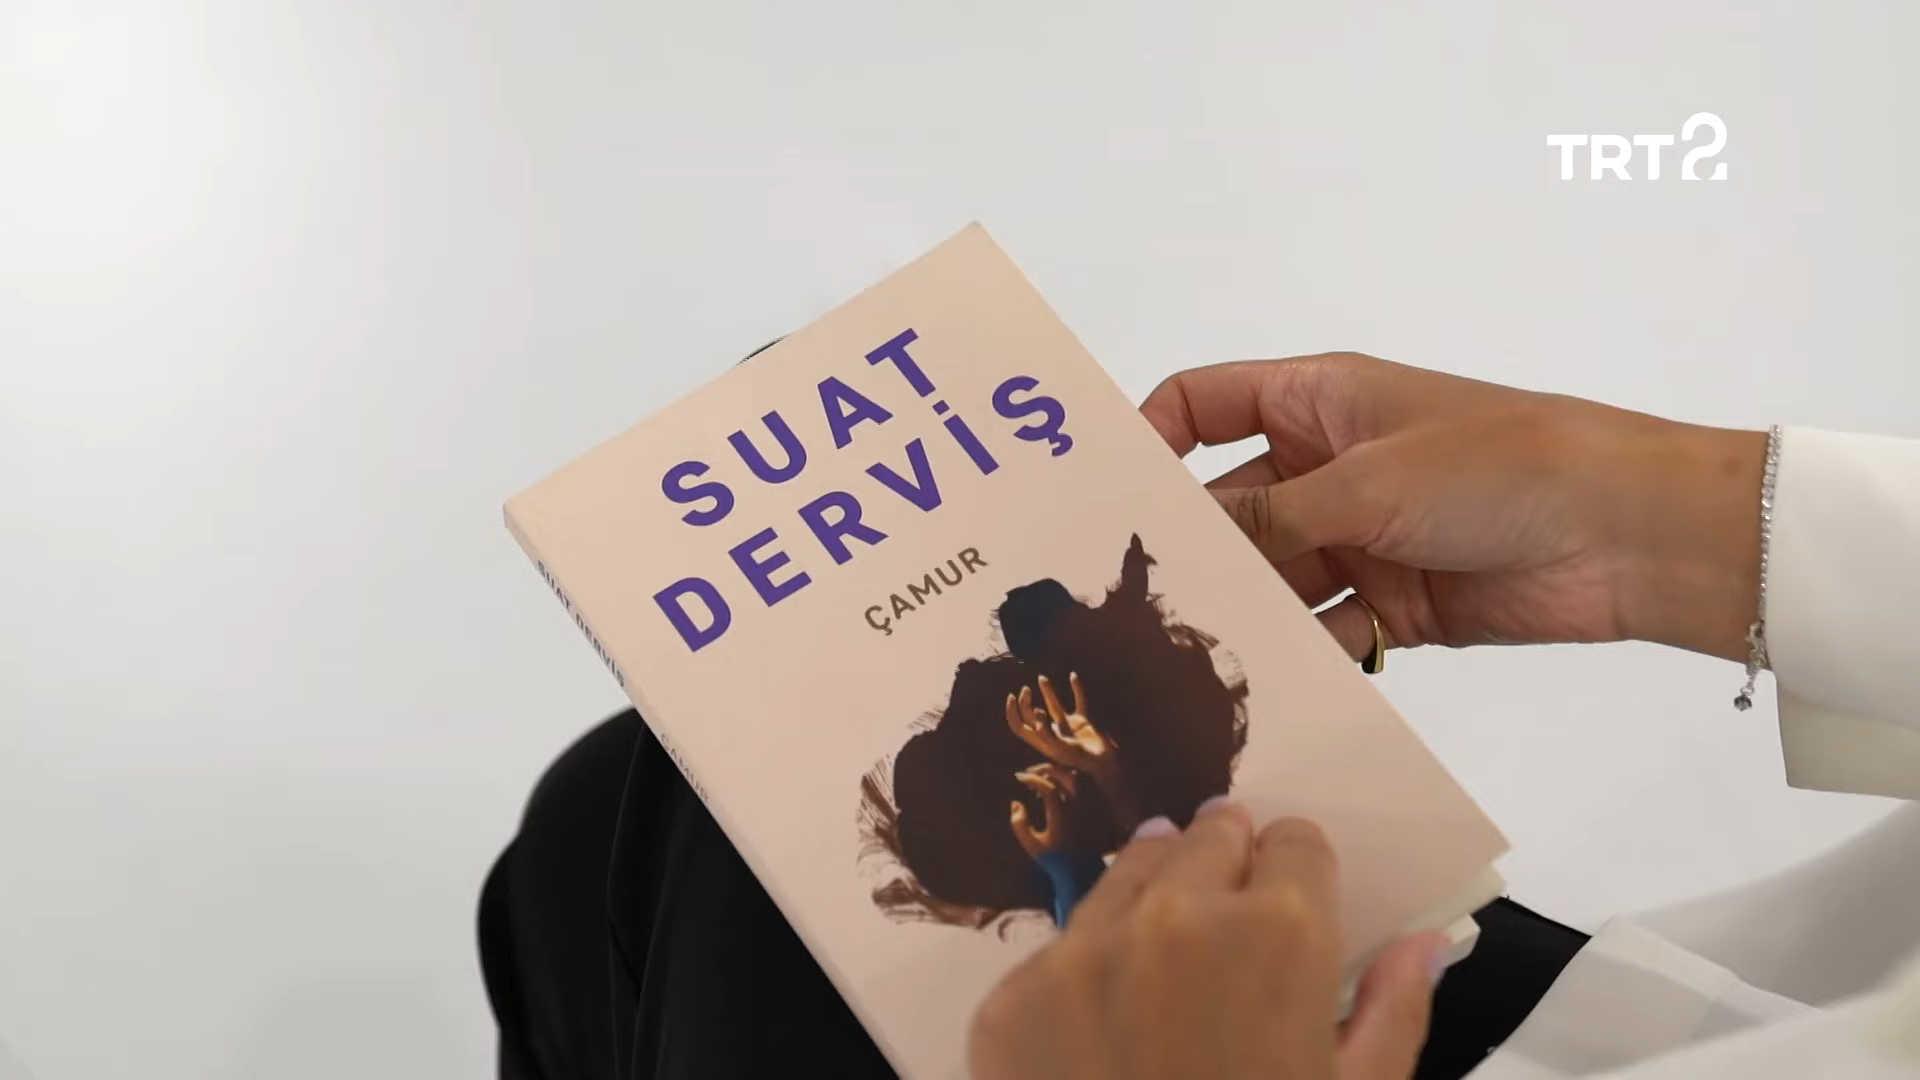 TRT2
SUAT
DERVİŞ
ÇAMUR
SUAT DERVİŞ
ÇAMUR